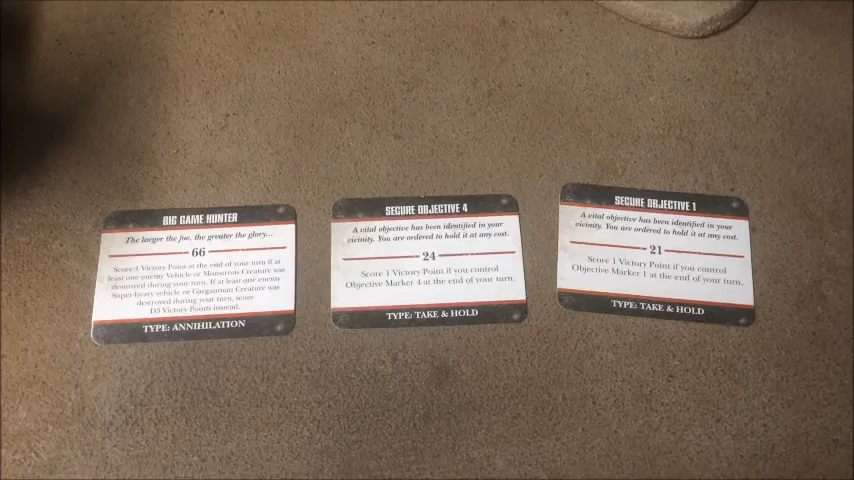 BIG GAME HUNTER
The larger the foe, the greater the glory...
66
Score 1 Victory Point at the end of your turn if at
least one enemy Vehicle or Monstrous Creature was
destroyed during your turn. If at least one enemy
Super-heavy vehicle or Gargantuan Creature was
destroyed during your turn, score
D3 Victory Points instead.
TYPE: ANNIHILATION
SECURE OBJECTIVE 4
A vital objective has been identified in your
vicinity. You are ordered to hold it at any cost.
24
Score 1 Victory Point if you control
Objective Marker 4 at the end of your turn.
TYPE: TAKE & HOLD
SECURE OBJECTIVE 1
A vital objective has been identified in your
vicinity. You are ordered to hold it at any cost.
21
Score 1 Victory Point if you control
Objective Marker 1 at the end of your turn.
TYPE: TAKE & HOLD